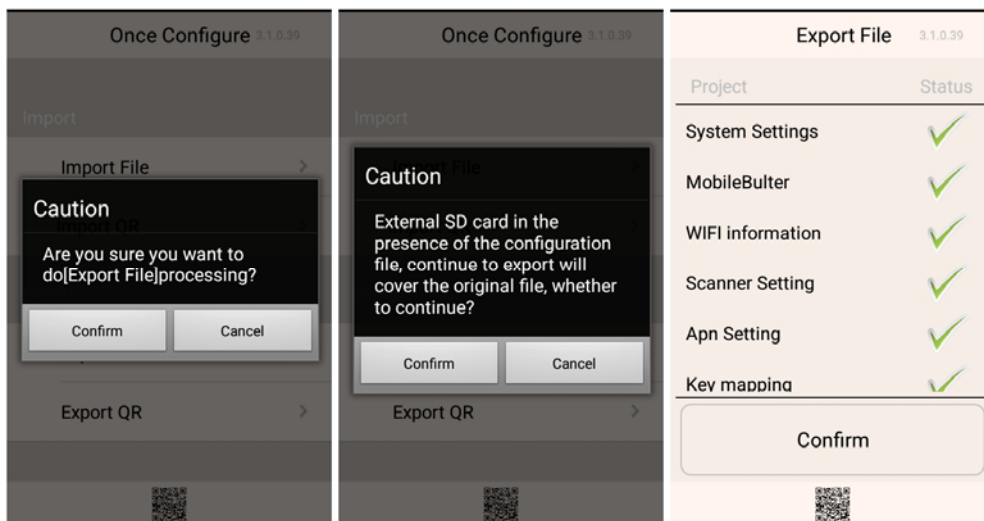 Once Configure 3.1.0.39
Import
Import File
Import QR
Caution
Are you sure you want to
do[Export File]processing?
Confirm
Cancel
Export QR
Once Configure 3.1.0.39
Import
Import File
Caution
External SD card in the
presence of the configuration
file, continue to export will
cover the original file, whether
to continue?
Confirm
Cancel
Export QR
Export File 3.1.0.39
Project Status
System Settings
MobileBulter
WIFI information
Scanner Setting
Apn Setting
Key mapping
Confirm